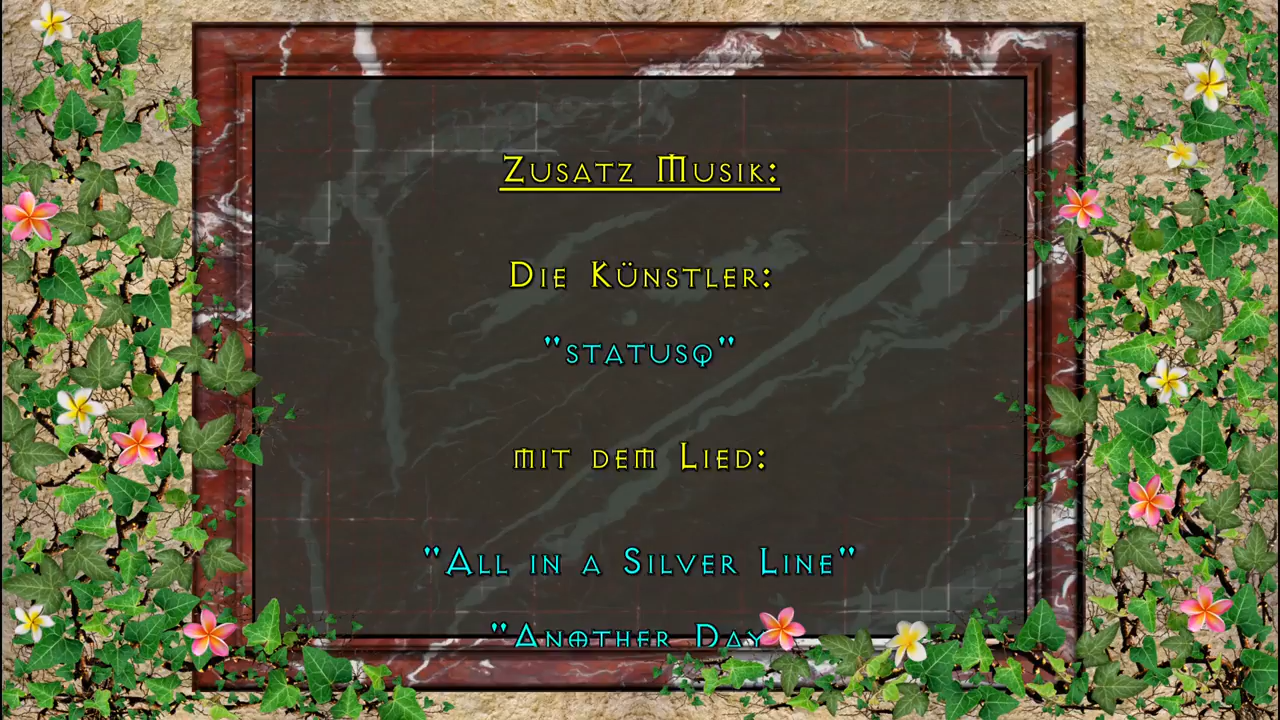 Zusatz Musik:
Die Künstler:
"statusq"
mit dem Lied:
"All in a Silver Line"
"Another Day